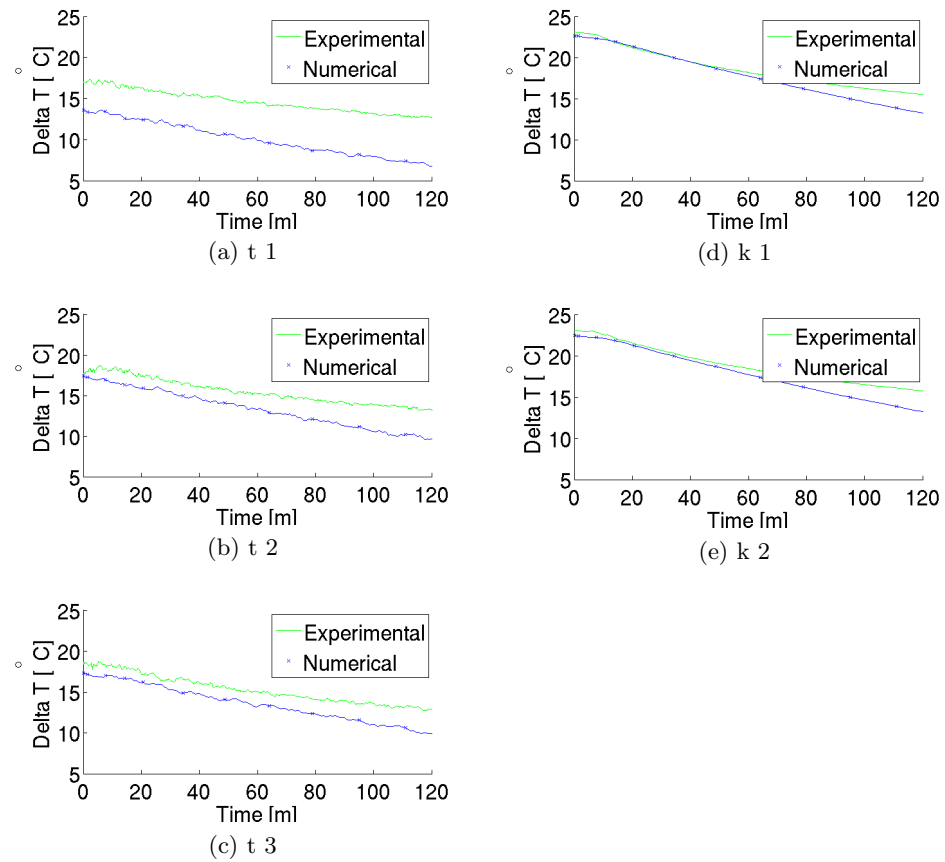 25
20
15
10
5
Delta T [ °C]
Experimental
Numerical
0 20 40 60 80 100 120
Time [m]
(a) t 1
25
20
15
10
5
Delta T [ °C]
Experimental
Numerical
0 20 40 60 80 100 120
Time [m]
(b) t 2
25
20
15
10
5
Delta T [ °C]
Experimental
Numerical
0 20 40 60 80 100 120
Time [m]
(c) t 3
25
20
15
10
5
Delta T [ °C]
Experimental
Numerical
0 20 40 60 80 100 120
Time [m]
(d) k 1
25
20
15
10
5
Delta T [ °C]
Experimental
Numerical
0 20 40 60 80 100 120
Time [m]
(e) k 2